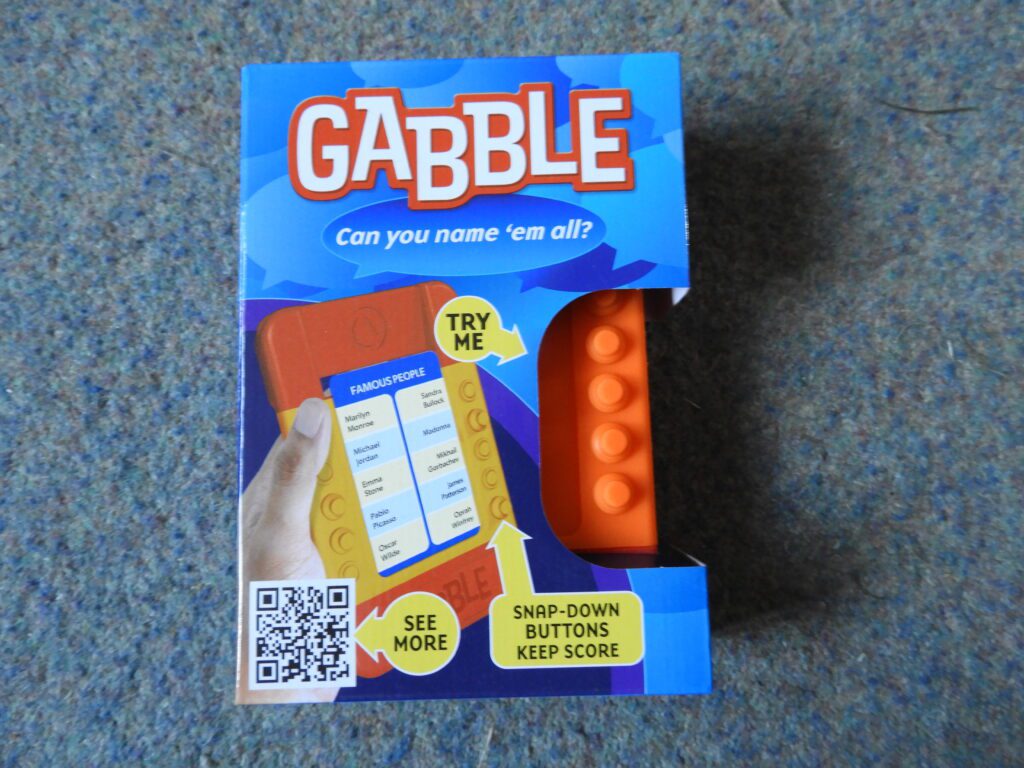 GABBLE
Can you name 'em all?
TRY
ME
FAMOUS PEOPLE
Marilyn
Monroe
Michael
Jordan
Emma
Stone
Pablo
Picasso
Oscar
Wilde
Sandra
Bullock
Madonna
Mikhail
Gorbachev
James
Patterson
Oprah
Winfrey
BLE
SEE
MORE
SNAP-DOWN
BUTTONS
KEEP SCORE